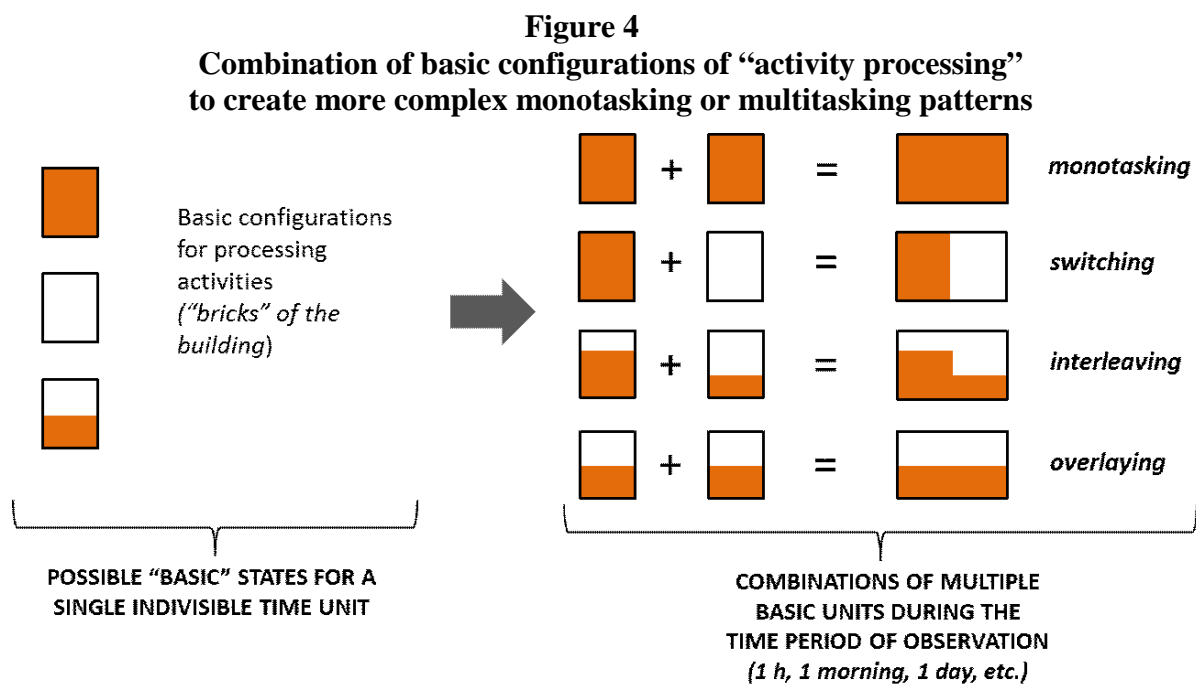 Figure 4
Combination of basic configurations of “activity processing”
to create more complex monotasking or multitasking patterns
Basic configurations
for processing
activities
(“bricks” of the
building)
POSSIBLE “BASIC” STATES FOR A
SINGLE INDIVISIBLE TIME UNIT
+ = monotasking
+ = switching
+ = interleaving
+ = overlaying
COMBINATIONS OF MULTIPLE
BASIC UNITS DURING THE
TIME PERIOD OF OBSERVATION
(1 h, 1 morning, 1 day, etc.)